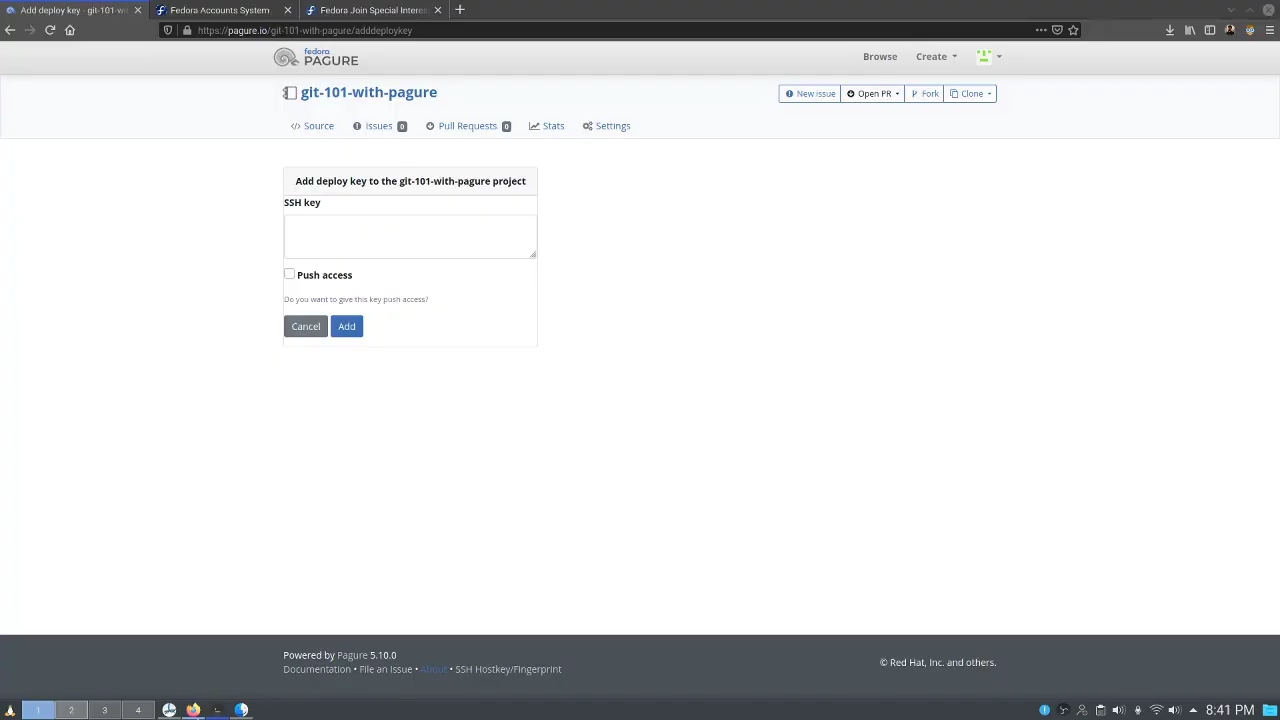 Add deploy key - git-101-wi
Fedora Accounts System
Fedora Join Special Interes
https://pagure.io/git-101-with-pagure/adddeploykey
fedora
PAGURE
Browse
Create
git-101-with-pagure
New issue
Open PR
Fork
Clone
Source
Issues 0
Pull Requests 0
Stats
Settings
Add deploy key to the git-101-with-pagure project
SSH key
Push access
Do you want to give this key push access?
Cancel
Add
Powered by Pagure 5.10.0
Documentation • File an Issue • About • SSH Hostkey/Fingerprint
© Red Hat, Inc. and others.
1
2
3
4
8:41 PM